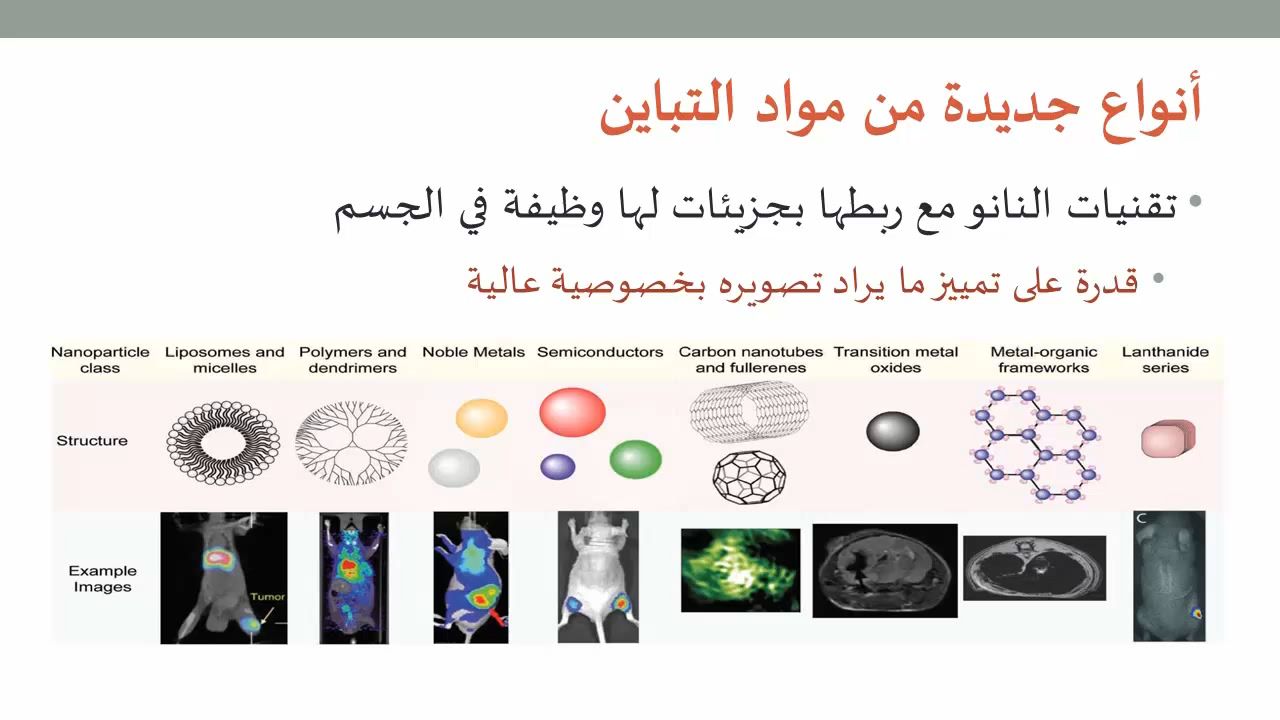 أنواع جديدة من مواد التباين
• تقنيات النانو مع ربطها بجزيئات لها وظيفة في الجسم
• قدرة على تمييز ما يراد تصويره بخصوصية عالية
Nanoparticle class
Liposomes and micelles
Polymers and dendrimers
Noble Metals
Semiconductors
Carbon nanotubes and fullerenes
Transition metal oxides
Metal-organic frameworks
Lanthanide series
Structure
Example Images
Tumor
C